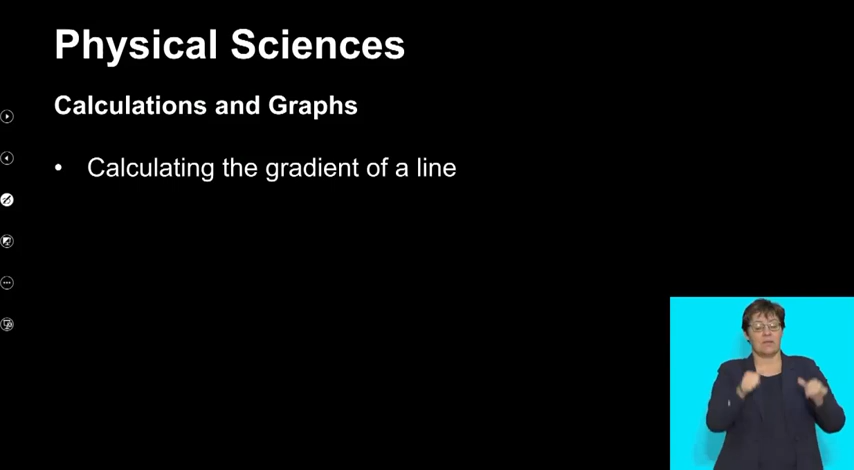 Physical Sciences
Calculations and Graphs
• Calculating the gradient of a line